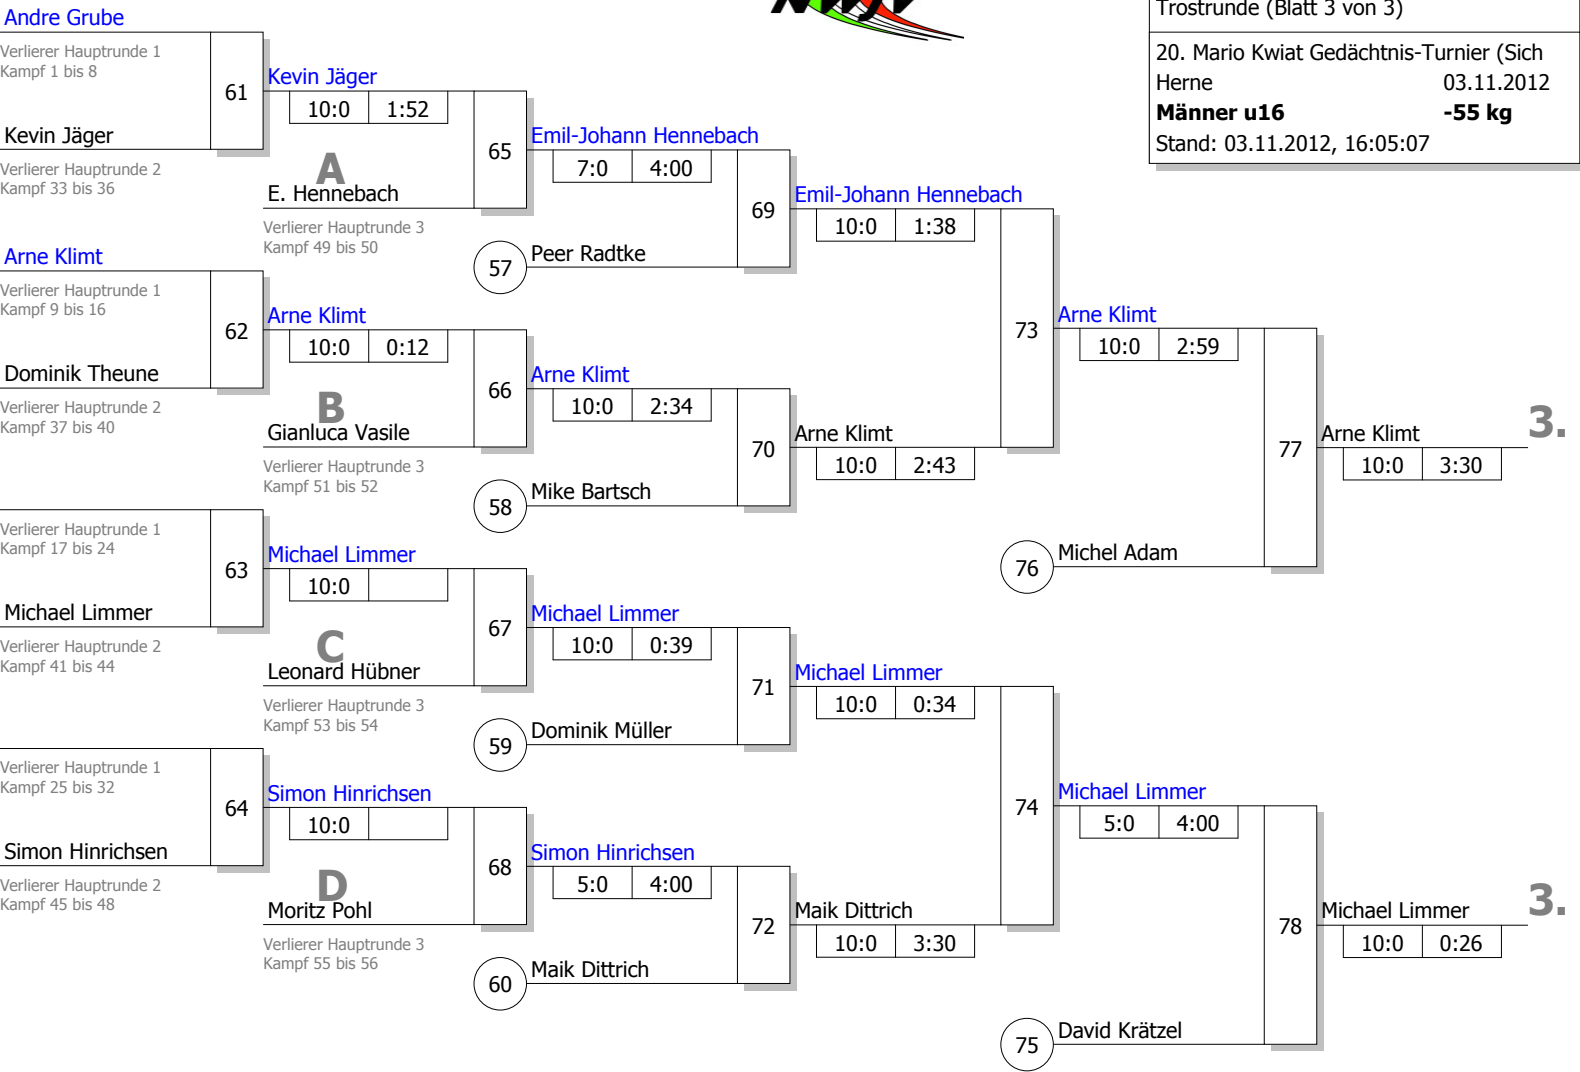 Trostrunde (Blatt 3 von 3)
20. Mario Kwiat Gedächtnis-Turnier (Sich
Herne 03.11.2012
Männer u16 -55 kg
Stand: 03.11.2012, 16:05:07
Andre Grube
Verlierer Hauptrunde 1
Kampf 1 bis 8
61
Kevin Jäger
Verlierer Hauptrunde 2
Kampf 33 bis 36
Arne Klimt
Verlierer Hauptrunde 1
Kampf 9 bis 16
62
Dominik Theune
Verlierer Hauptrunde 2
Kampf 37 bis 40
Verlierer Hauptrunde 1
Kampf 17 bis 24
63
Michael Limmer
Verlierer Hauptrunde 2
Kampf 41 bis 44
Verlierer Hauptrunde 1
Kampf 25 bis 32
64
Simon Hinrichsen
Verlierer Hauptrunde 2
Kampf 45 bis 48
Kevin Jäger
10:0 1:52
65
A
E. Hennebach
Verlierer Hauptrunde 3
Kampf 49 bis 50
Arne Klimt
10:0 0:12
66
B
Gianluca Vasile
Verlierer Hauptrunde 3
Kampf 51 bis 52
Michael Limmer
10:0
67
C
Leonard Hübner
Verlierer Hauptrunde 3
Kampf 53 bis 54
Simon Hinrichsen
10:0
68
D
Moritz Pohl
Verlierer Hauptrunde 3
Kampf 55 bis 56
Emil-Johann Hennebach
7:0 4:00
69
57 Peer Radtke
Arne Klimt
10:0 2:34
70
58 Mike Bartsch
Michael Limmer
10:0 0:39
71
59 Dominik Müller
Simon Hinrichsen
5:0 4:00
72
60 Maik Dittrich
Emil-Johann Hennebach
10:0 1:38
73
Arne Klimt
10:0 2:43
Michael Limmer
10:0 0:34
74
Maik Dittrich
10:0 3:30
Arne Klimt
10:0 2:59
77
76 Michel Adam
Michael Limmer
5:0 4:00
78
75 David Krätzel
Arne Klimt 3.
10:0 3:30
Michael Limmer 3.
10:0 0:26